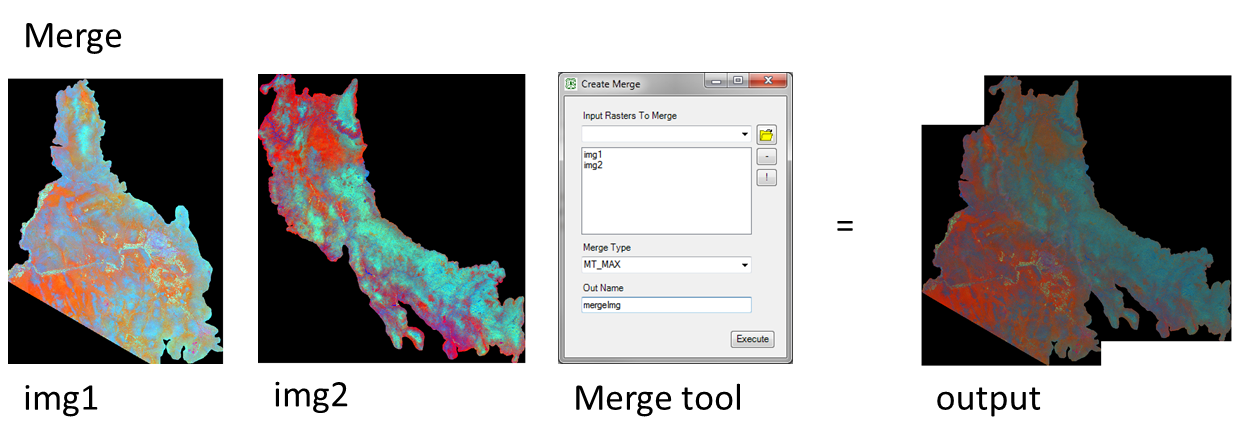 Merge
Create Merge
Input Rasters To Merge
img1
img2
-
!
Merge Type
MT_MAX
Out Name
mergeImg
Execute
=
img1
img2
Merge tool
output